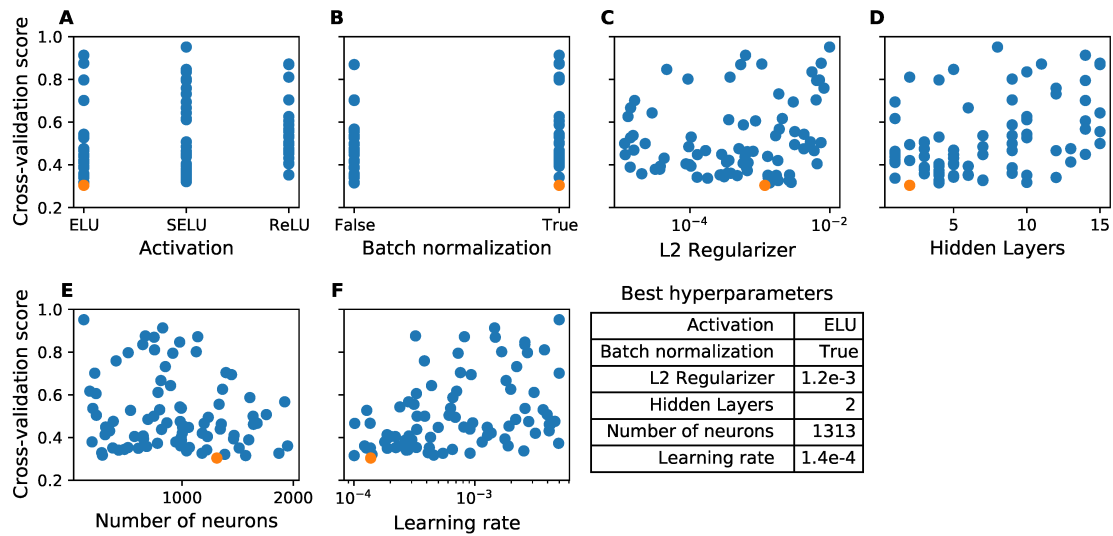 A
B
C
D
Cross-validation score
1.0
0.8
0.6
0.4
0.2
ELU
SELU
ReLU
False
True
10⁻⁴
10⁻²
5
10
15
Activation
Batch normalization
L2 Regularizer
Hidden Layers
E
F
Cross-validation score
1.0
0.8
0.6
0.4
0.2
1000
2000
10⁻⁴
10⁻³
Number of neurons
Learning rate
Best hyperparameters
Activation ELU
Batch normalization True
L2 Regularizer 1.2e-3
Hidden Layers 2
Number of neurons 1313
Learning rate 1.4e-4